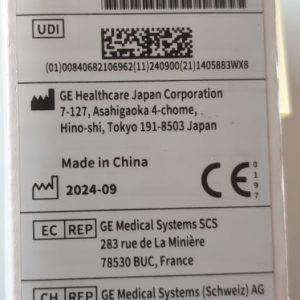 UDI
(01)00840682106962(11)240900(21)1405883WX8
GE Healthcare Japan Corporation
7-127, Asahigaoka 4-chome,
Hino-shi, Tokyo 191-8503 Japan
Made in China
2024-09
CE 0197
EC REP GE Medical Systems SCS
283 rue de La Minière
78530 BUC, France
CH REP GE Medical Systems (Schweiz) AG